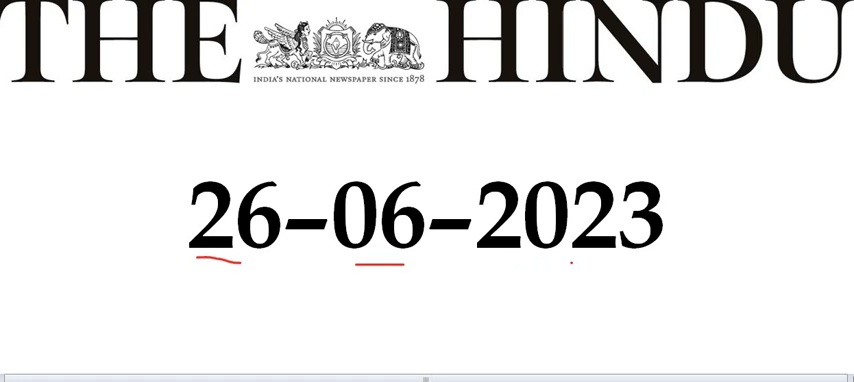 THE HINDU
INDIA'S NATIONAL NEWSPAPER SINCE 1878
26–06–2023